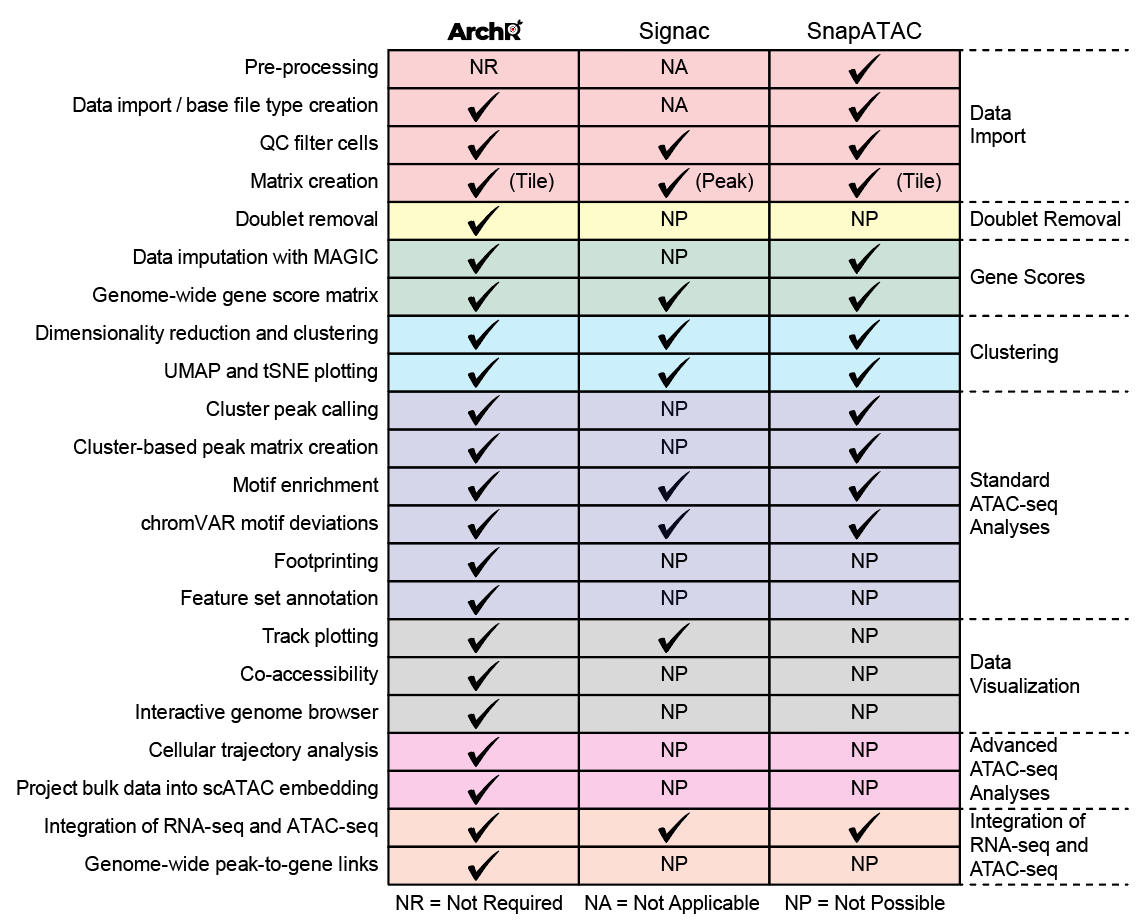 ArchR Signac SnapATAC
Pre-processing NR NA ✓
Data import / base file type creation ✓ NA ✓
QC filter cells ✓ ✓ ✓
Data
Import
Matrix creation ✓ (Tile) ✓ (Peak) ✓ (Tile)
Doublet removal ✓ NP NP Doublet Removal
Data imputation with MAGIC ✓ NP ✓
Genome-wide gene score matrix ✓ ✓ ✓
Gene Scores
Dimensionality reduction and clustering ✓ ✓ ✓
UMAP and tSNE plotting ✓ ✓ ✓
Clustering
Cluster peak calling ✓ NP ✓
Cluster-based peak matrix creation ✓ NP ✓
Motif enrichment ✓ ✓ ✓
chromVAR motif deviations ✓ ✓ ✓
Standard
ATAC-seq
Analyses
Footprinting ✓ NP NP
Feature set annotation ✓ NP NP
Track plotting ✓ ✓ NP
Co-accessibility ✓ NP NP
Data
Visualization
Interactive genome browser ✓ NP NP
Cellular trajectory analysis ✓ NP NP
Project bulk data into scATAC embedding ✓ NP NP
Advanced
ATAC-seq
Analyses
Integration of RNA-seq and ATAC-seq ✓ ✓ ✓
Genome-wide peak-to-gene links ✓ NP NP
Integration of
RNA-seq and
ATAC-seq
NR = Not Required NA = Not Applicable NP = Not Possible